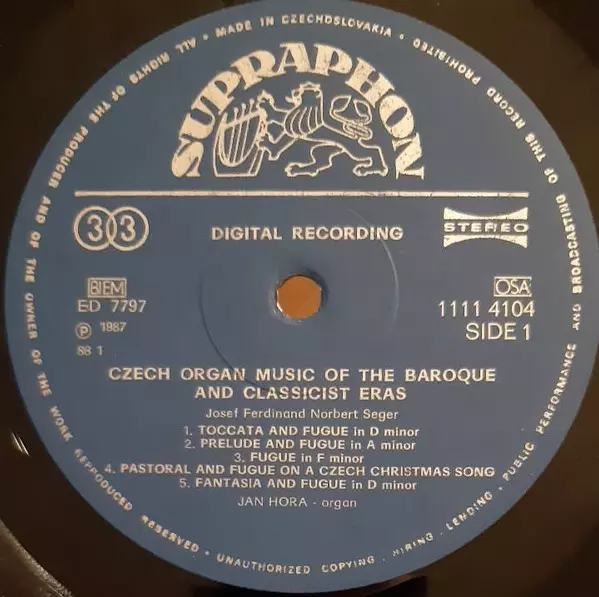 • MADE IN CZECHOSLOVAKIA •
ALL RIGHTS OF THE PRODUCER AND OF THE OWNER OF THE WORK REPRODUCED RESERVED • UNAUTHORIZED COPYING • HIRING • LENDING • PUBLIC PERFORMANCE AND BROADCASTING OF THIS RECORD PROHIBITED
SUPRAPHON
33
DIGITAL RECORDING
STEREO
BIEM
ED 7797
℗ 1987
88 1
OSA
1111 4104
SIDE 1
CZECH ORGAN MUSIC OF THE BAROQUE
AND CLASSICIST ERAS
Josef Ferdinand Norbert Seger
1. TOCCATA AND FUGUE in D minor
2. PRELUDE AND FUGUE in A minor
3. FUGUE in F minor
4. PASTORAL AND FUGUE ON A CZECH CHRISTMAS SONG
5. FANTASIA AND FUGUE in D minor
JAN HORA - organ